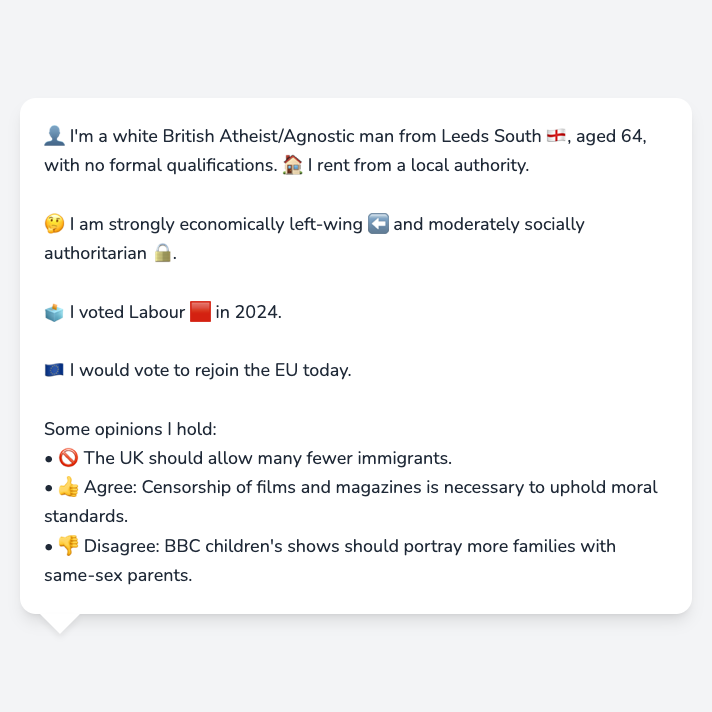 👤 I'm a white British Atheist/Agnostic man from Leeds South 🏴󠁧󠁢󠁥󠁮󠁧󠁿, aged 64,
with no formal qualifications. 🏠 I rent from a local authority.
🤔 I am strongly economically left-wing ⬅️ and moderately socially
authoritarian 🔒.
🗳️ I voted Labour 🟥 in 2024.
🇪🇺 I would vote to rejoin the EU today.
Some opinions I hold:
• 🚫 The UK should allow many fewer immigrants.
• 👍 Agree: Censorship of films and magazines is necessary to uphold moral
standards.
• 👎 Disagree: BBC children's shows should portray more families with
same-sex parents.